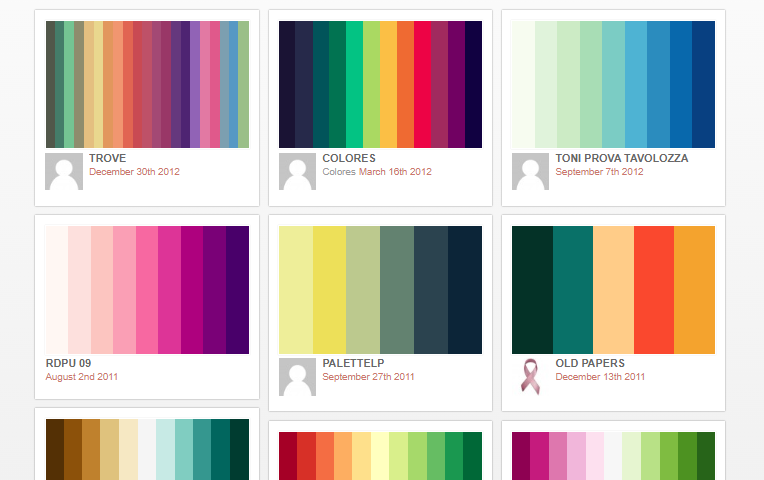 TROVE
December 30th 2012
COLORES
Colores March 16th 2012
TONI PROVA TAVOLOZZA
September 7th 2012
RDPU 09
August 2nd 2011
PALETTELP
September 27th 2011
OLD PAPERS
December 13th 2011